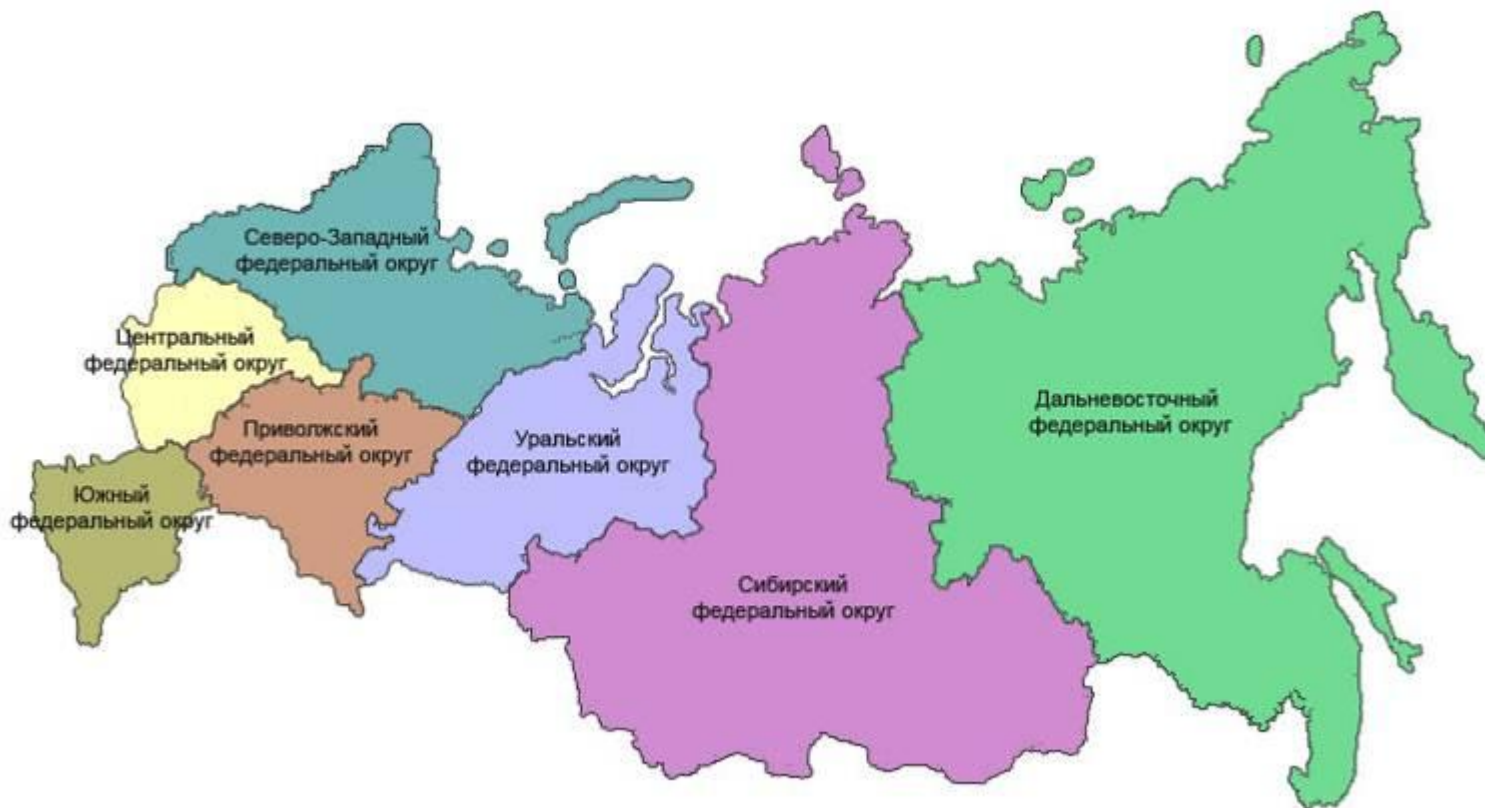 Северо-Западный
федеральный округ
Центральный
федеральный округ
Приволжский
федеральный округ
Уральский
федеральный округ
Южный
федеральный округ
Сибирский
федеральный округ
Дальневосточный
федеральный округ